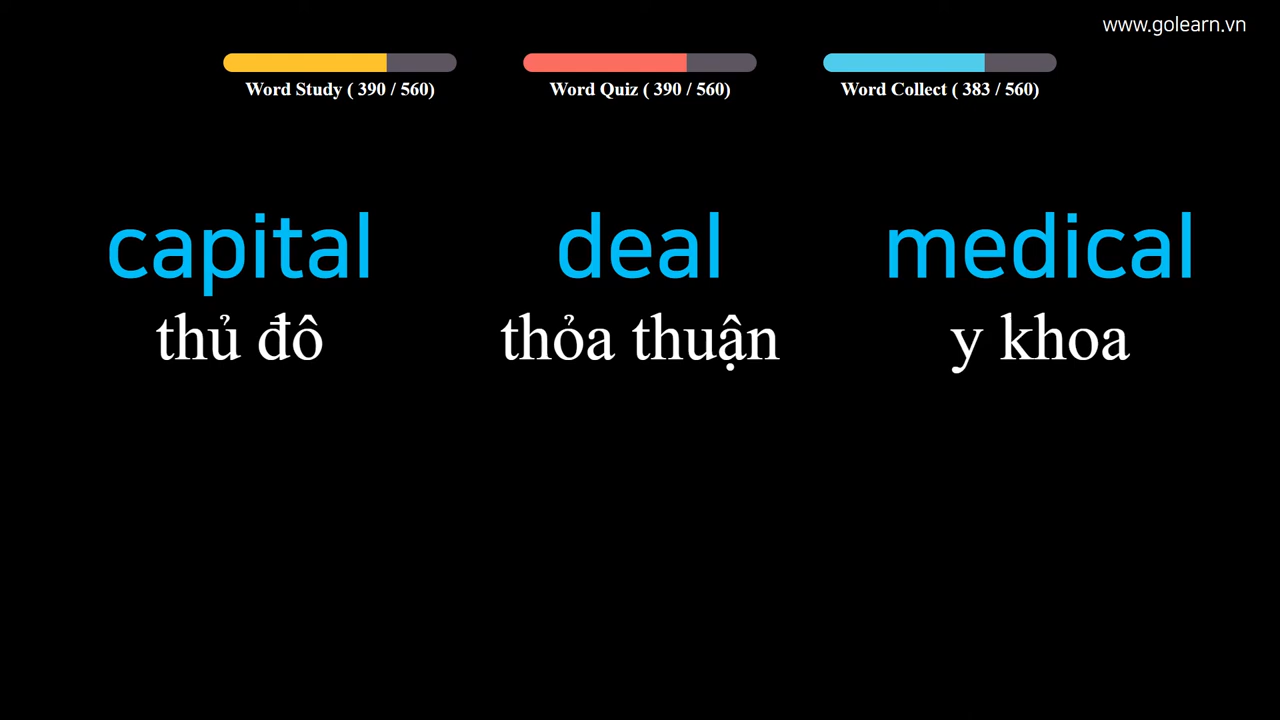 www.golearn.vn
Word Study ( 390 / 560)
Word Quiz ( 390 / 560)
Word Collect ( 383 / 560)
capital
deal
medical
thủ đô
thỏa thuận
y khoa